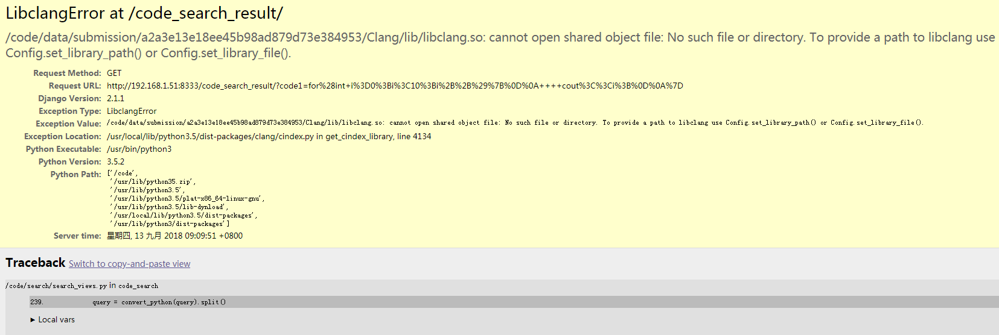 LibclangError at /code_search_result/
/code/data/submission/a2a3e13e18ee45b98ad879d73e384953/Clang/lib/libclang.so: cannot open shared object file: No such file or directory. To provide a path to libclang use
Config.set_library_path() or Config.set_library_file().
Request Method: GET
Request URL: http://192.168.1.51:8333/code_search_result/?code1=for%28int+i%3D0%3Bi%3C10%3Bi%2B%2B%29%7B%0D%0A++++cout%3C%3Ci%3B%0D%0A%7D
Django Version: 2.1.1
Exception Type: LibclangError
Exception Value: /code/data/submission/a2a3e13e18ee45b98ad879d73e384953/Clang/lib/libclang.so: cannot open shared object file: No such file or directory. To provide a path to libclang use Config.set_library_path() or Config.set_library_file().
Exception Location: /usr/local/lib/python3.5/dist-packages/clang/cindex.py in get_cindex_library, line 4134
Python Executable: /usr/bin/python3
Python Version: 3.5.2
Python Path: ['/code',
'/usr/lib/python35.zip',
'/usr/lib/python3.5',
'/usr/lib/python3.5/plat-x86_64-linux-gnu',
'/usr/lib/python3.5/lib-dynload',
'/usr/local/lib/python3.5/dist-packages',
'/usr/lib/python3/dist-packages']
Server time: 星期四, 13 九月 2018 09:09:51 +0800
Traceback Switch to copy-and-paste view
/code/search/search_views.py in code_search
239. query = convert_python(query).split()
▶ Local vars